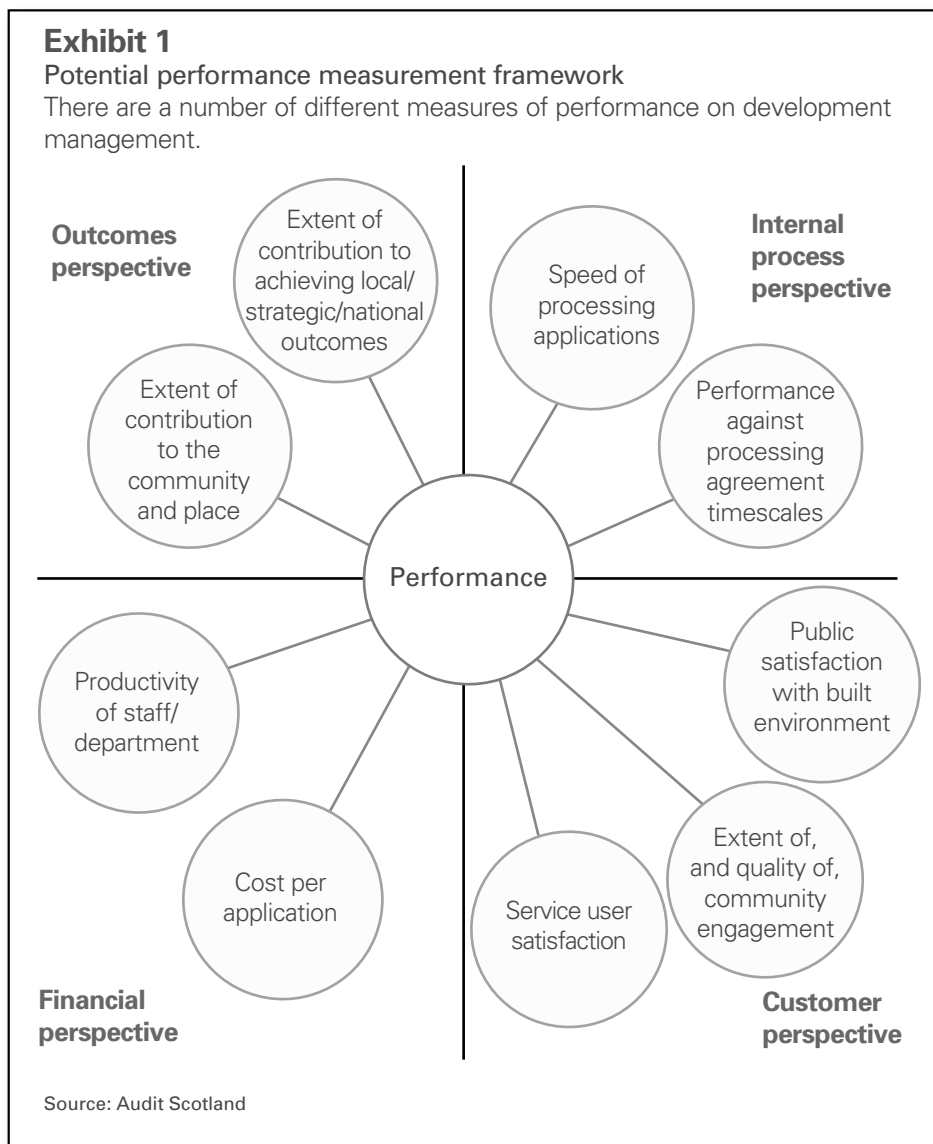 Exhibit 1
Potential performance measurement framework
There are a number of different measures of performance on development
management.
Outcomes
perspective
Extent of
contribution to
achieving local/
strategic/national
outcomes
Extent of
contribution
to the
community
and place
Internal
process
perspective
Speed of
processing
applications
Performance
against
processing
agreement
timescales
Performance
Productivity
of staff/
department
Cost per
application
Financial
perspective
Public
satisfaction
with built
environment
Extent of,
and quality of,
community
engagement
Service user
satisfaction
Customer
perspective
Source: Audit Scotland